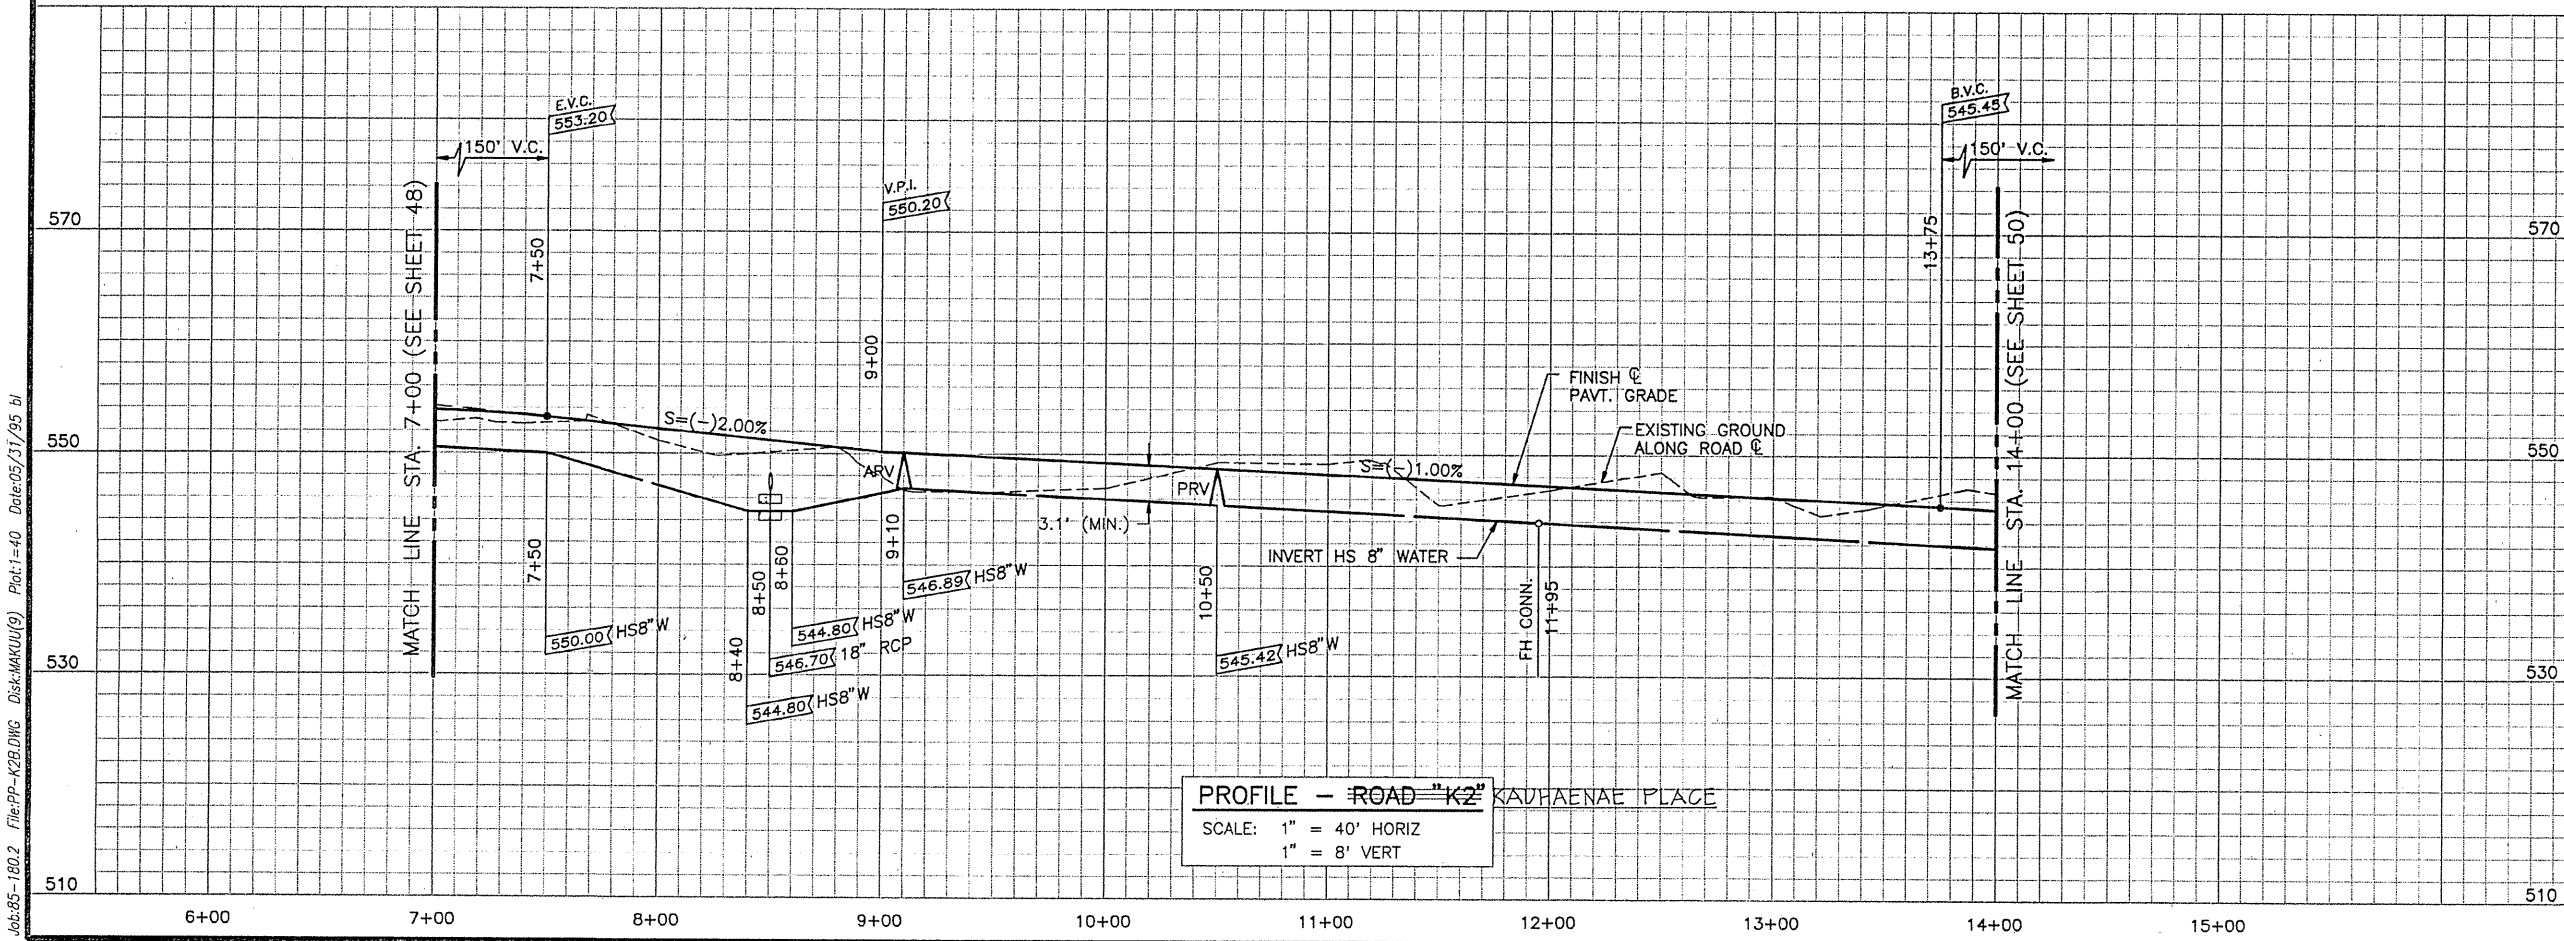 E.V.C.
553.20
150' V.C.
7+50
V.P.I.
550.20
9+00
B.V.C.
545.45
150' V.C.
13+75
570
570
MATCH LINE STA. 7+00 (SEE SHEET 48)
MATCH LINE STA. 14+00 (SEE SHEET 50)
FINISH ℄
PAVT. GRADE
EXISTING GROUND
ALONG ROAD ℄
S=(-)2.00%
S=(-)1.00%
550
550
ARV
PRV
3.1' (MIN.)
INVERT HS 8" WATER
7+50
550.00 HS8"W
8+40
544.80 HS8"W
8+50
546.70 18" RCP
8+60
544.80 HS8"W
9+10
546.89 HS8"W
10+50
545.42 HS8"W
FH CONN.
11+95
530
530
PROFILE - ROAD "K2" KAUHAENAE PLACE
SCALE: 1" = 40' HORIZ
1" = 8' VERT
510
510
6+00 7+00 8+00 9+00 10+00 11+00 12+00 13+00 14+00 15+00
Job:85-180.2 File:PP-K2B.DWG Disk:MAKUU(9) Plot:1=40 Date:05/31/95 bl